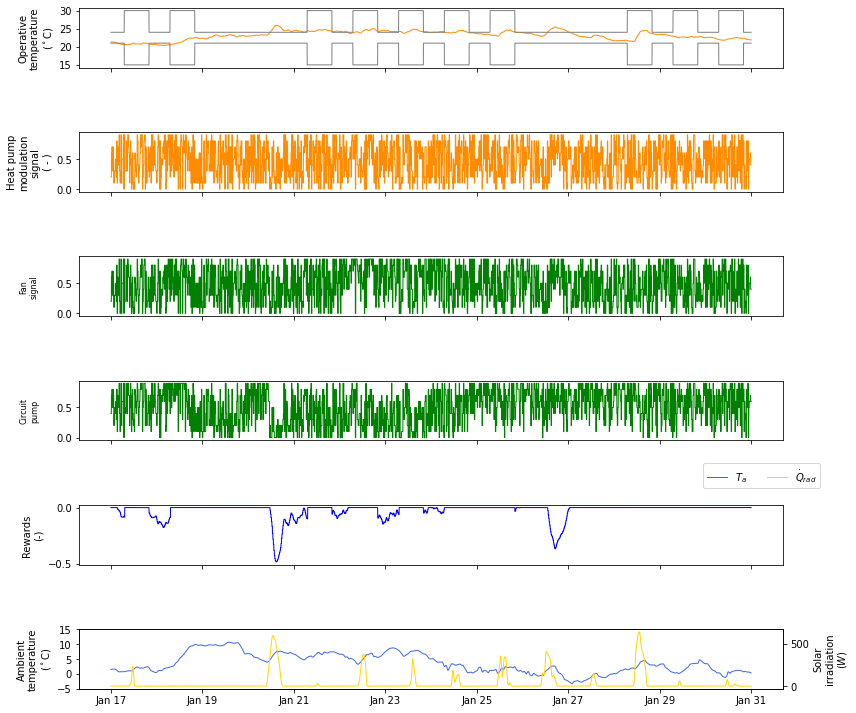 Operative
temperature
(°C)
30
25
20
15
Heat pump
modulation
signal
( - )
0.5
0.0
Fan
signal
0.5
0.0
Circuit
pump
0.5
0.0
T_a
Q̇_rad
Rewards
(-)
0.0
−0.5
Ambient
temperature
(°C)
15
10
5
0
−5
500
0
Solar
irradiation
(W)
Jan 17 Jan 19 Jan 21 Jan 23 Jan 25 Jan 27 Jan 29 Jan 31